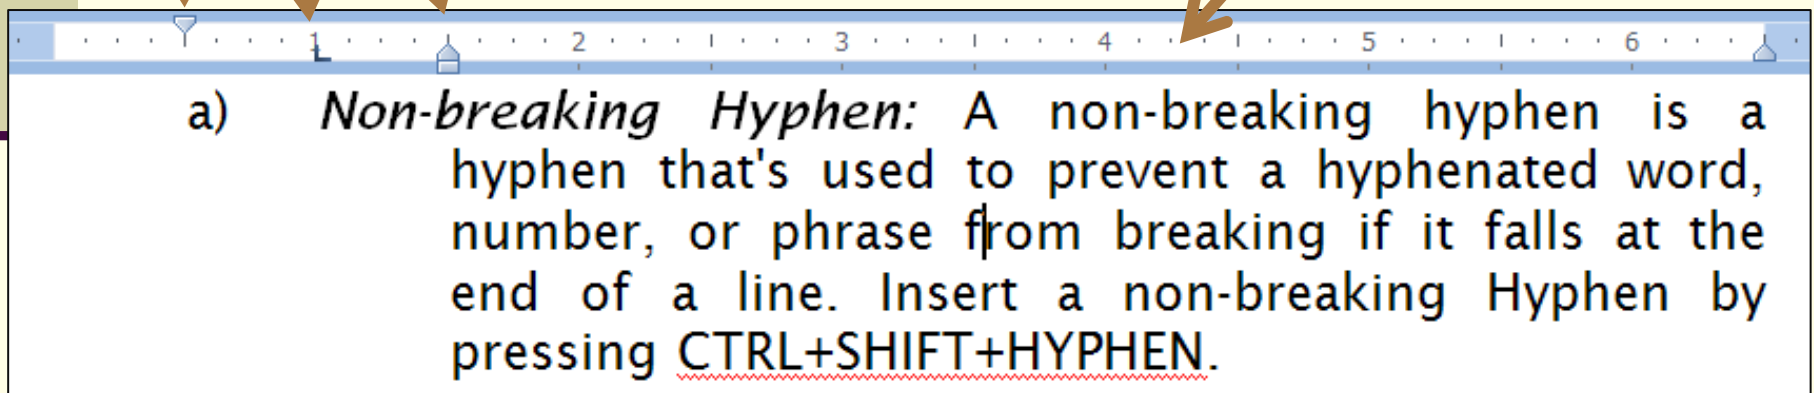 1 2 3 4 5 6
a) Non-breaking Hyphen: A non-breaking hyphen is a
hyphen that's used to prevent a hyphenated word,
number, or phrase from breaking if it falls at the
end of a line. Insert a non-breaking Hyphen by
pressing CTRL+SHIFT+HYPHEN.